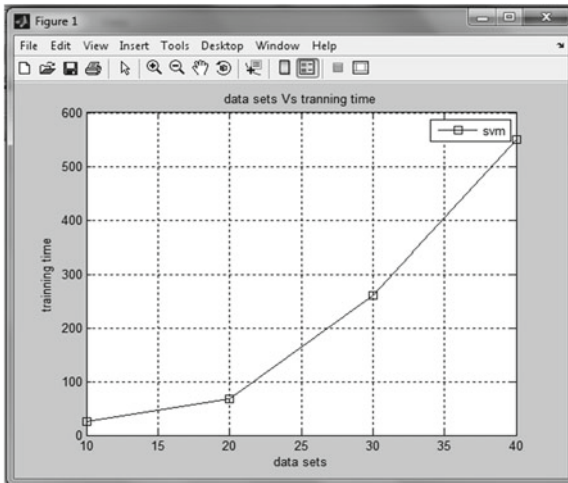 Figure 1
File Edit View Insert Tools Desktop Window Help
data sets Vs tranning time
svm
600
500
400
300
200
100
0
trainning time
10 15 20 25 30 35 40
data sets